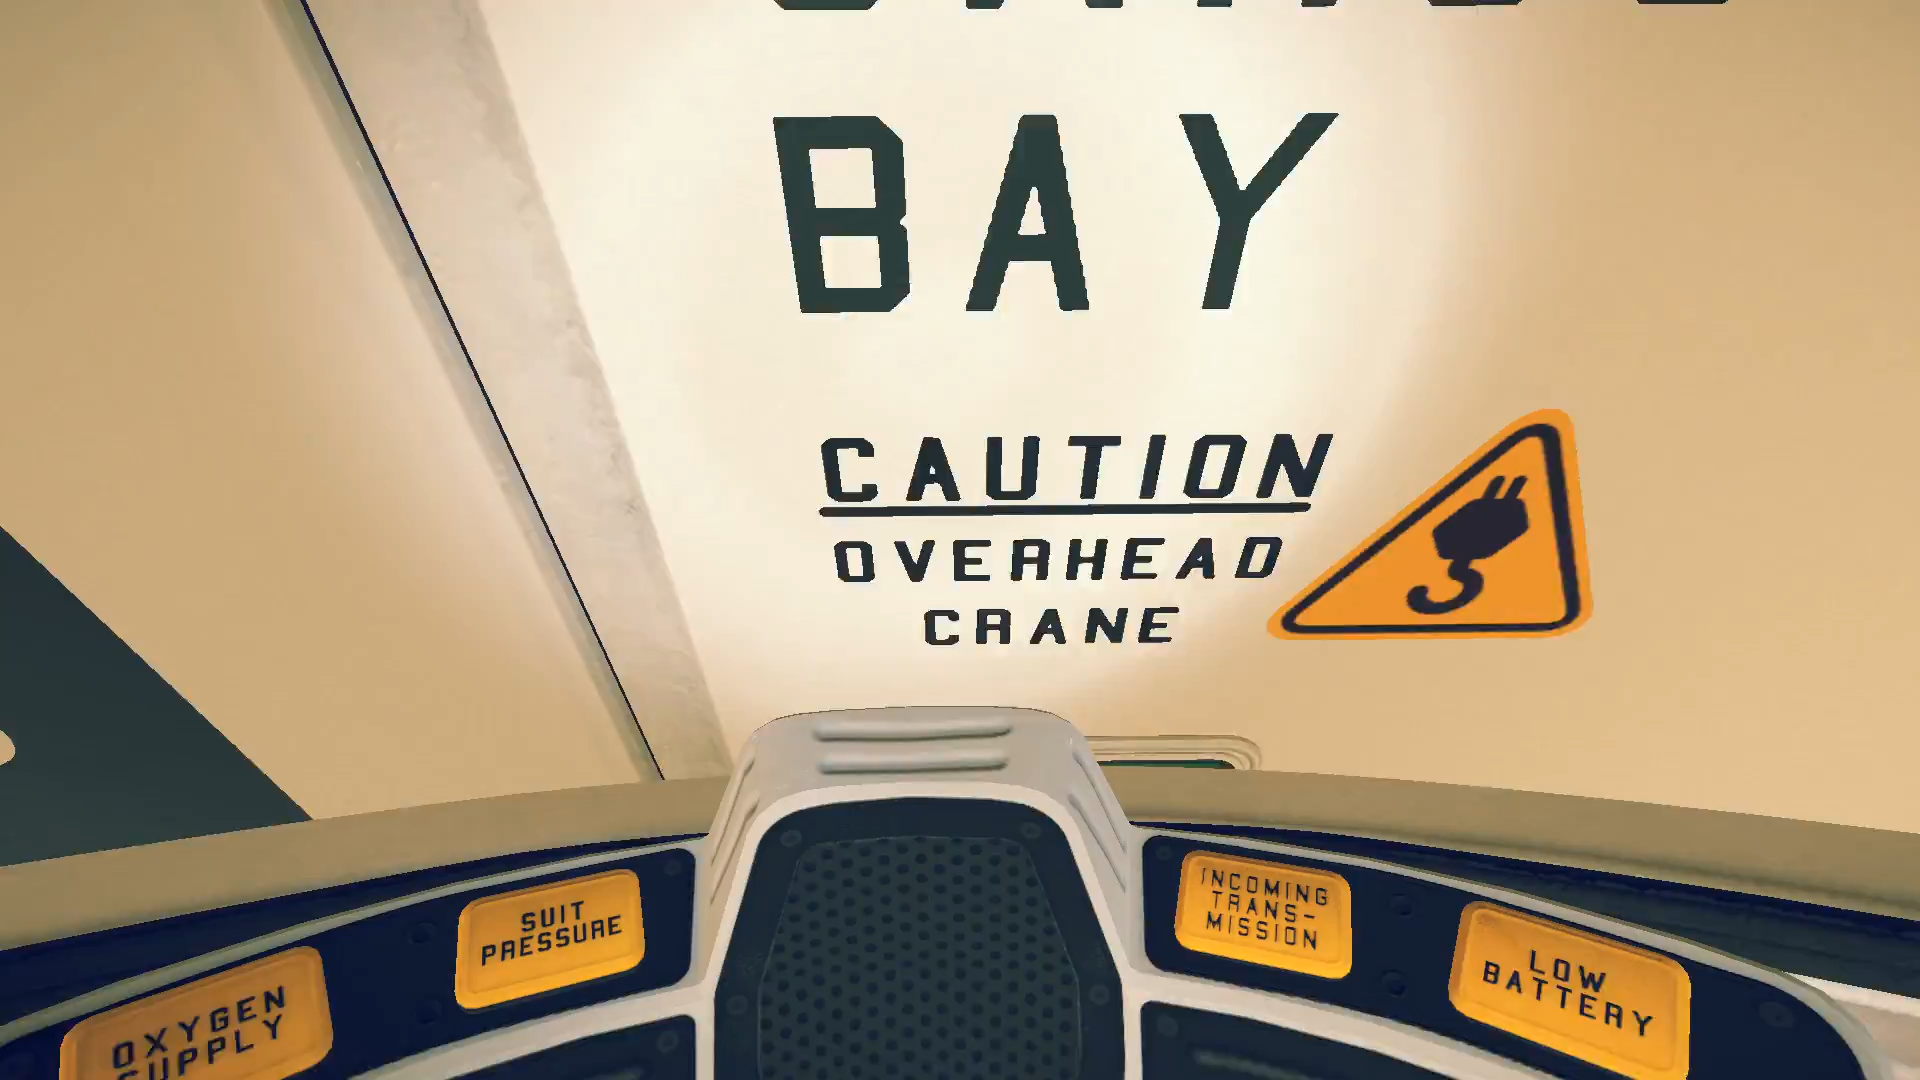 BAY
CAUTION
OVERHEAD
CRANE
SUIT
PRESSURE
OXYGEN
SUPPLY
INCOMING
TRANS-
MISSION
LOW
BATTERY